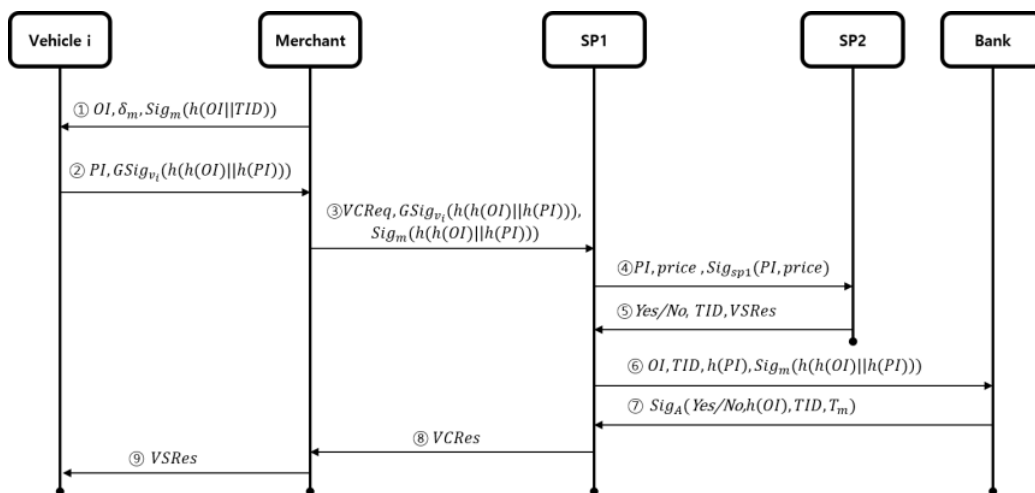 Vehicle i
Merchant
SP1
SP2
Bank
① OI, δ_m, Sig_m(h(OI||TID))
② PI, GSig_{v_i}(h(h(OI)||h(PI)))
③VCReq, GSig_{v_i}(h(h(OI)||h(PI))),
Sig_m(h(h(OI)||h(PI)))
④PI, price ,Sig_{sp1}(PI, price)
⑤ Yes/No, TID, VSRes
⑥ OI, TID, h(PI), Sig_m(h(h(OI)||h(PI)))
⑦ Sig_A(Yes/No,h(OI), TID, T_m)
⑧ VCRes
⑨ VSRes